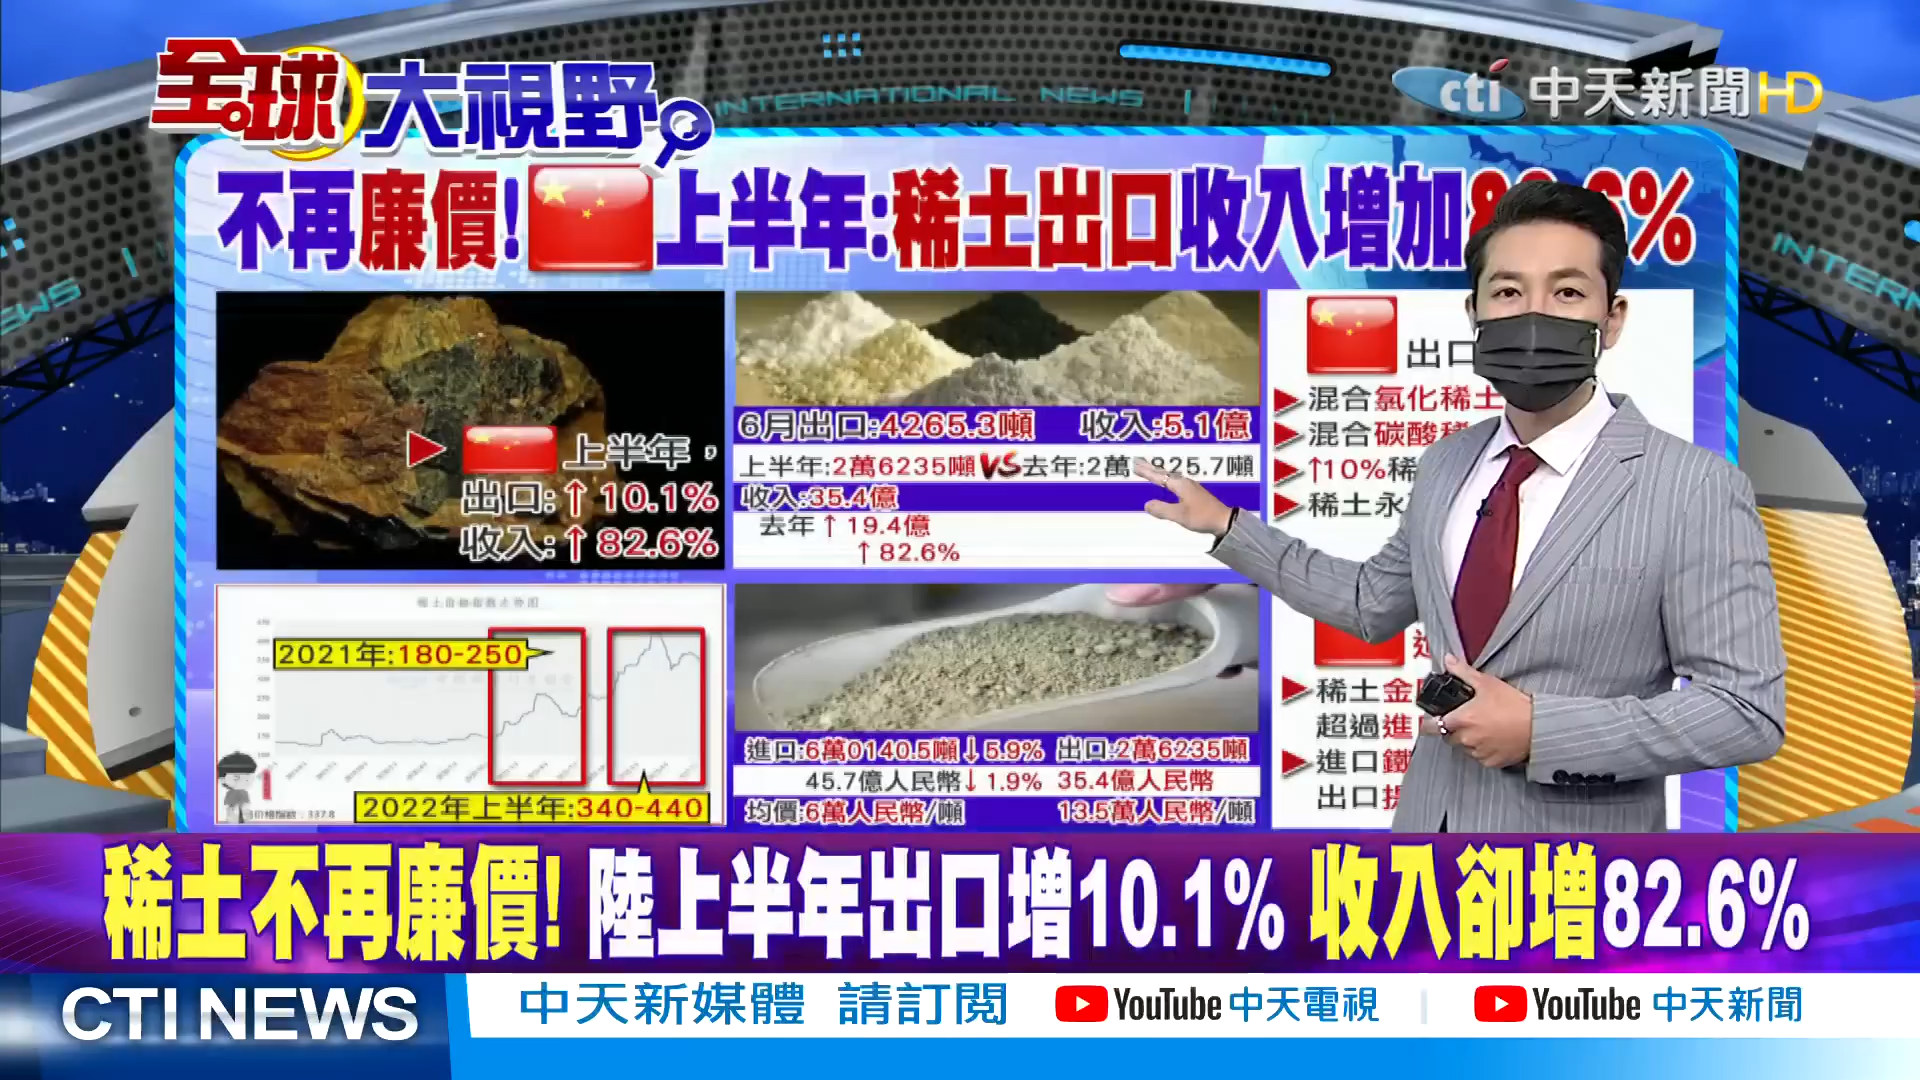 全球大視野
INTERNATIONAL NEWS
cti 中天新聞HD
不再廉價! 上半年:稀土出口收入增加82.6%
上半年,
出口:↑10.1%
收入:↑82.6%
6月出口:4265.3噸 收入:5.1億
上半年:2萬6235噸 VS 去年:2萬 825.7噸
收入:35.4億
去年↑19.4億
↑82.6%
出口
混合氯化稀土
混合碳酸稀
↑10%稀
稀土永
2021年:180-250
2022年上半年:340-440
進口:6萬0140.5噸↓5.9% 出口:2萬6235噸
45.7億人民幣↓1.9% 35.4億人民幣
均價:6萬人民幣/噸 13.5萬人民幣/噸
稀土金
超過進
進口鐵
出口
稀土不再廉價! 陸上半年出口增10.1% 收入卻增82.6%
CTI NEWS
中天新媒體 請訂閱 YouTube 中天電視 YouTube 中天新聞